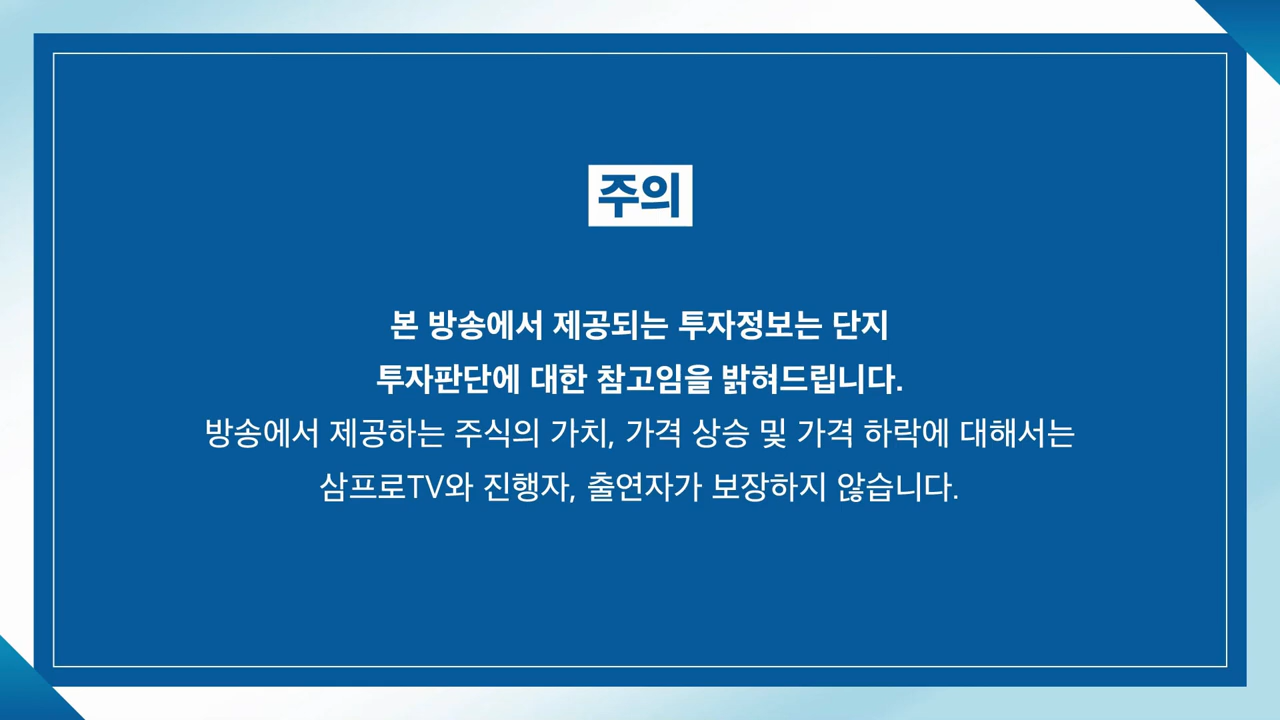 주의
본 방송에서 제공되는 투자정보는 단지
투자판단에 대한 참고임을 밝혀드립니다.
방송에서 제공하는 주식의 가치, 가격 상승 및 가격 하락에 대해서는
삼프로TV와 진행자, 출연자가 보장하지 않습니다.